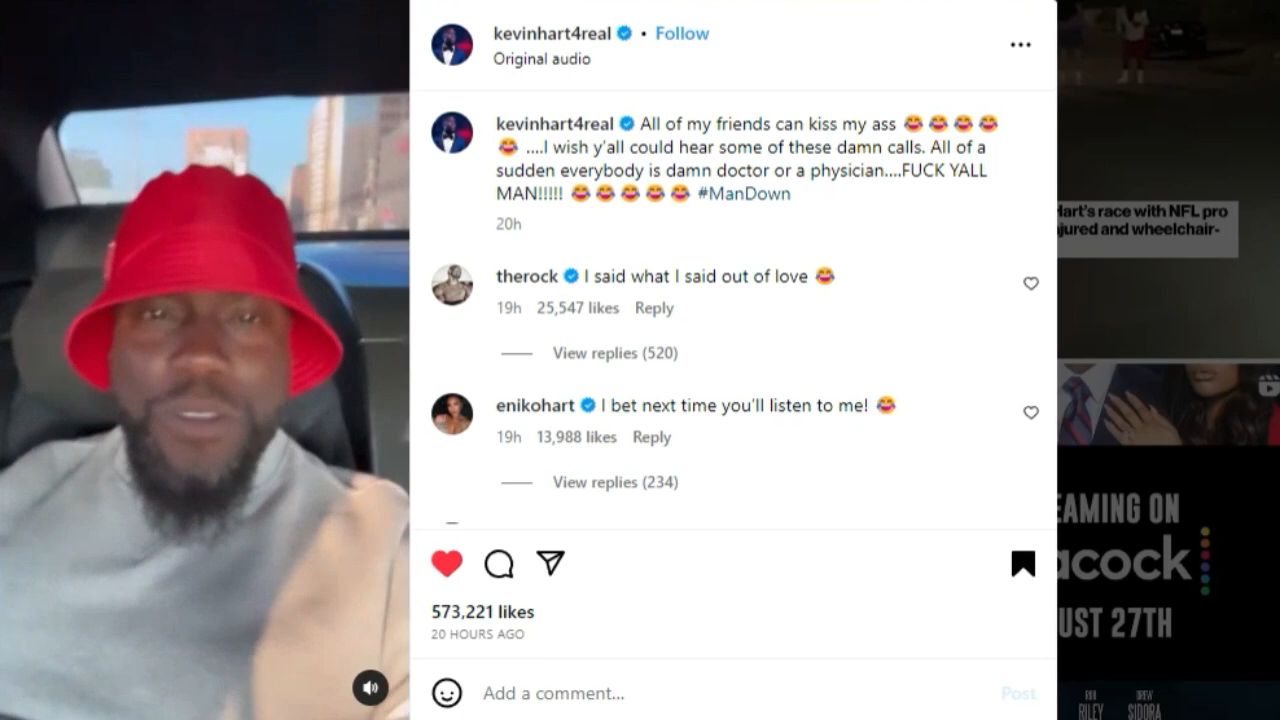 kevinhart4real • Follow
Original audio
kevinhart4real All of my friends can kiss my ass 😂😂😂😂
😂 ....I wish y'all could hear some of these damn calls. All of a
sudden everybody is damn doctor or a physician....FUCK YALL
MAN!!!!! 😂😂😂😂😂 #ManDown
20h
therock I said what I said out of love 😂
19h 25,547 likes Reply
View replies (520)
enikohart I bet next time you'll listen to me! 😂
19h 13,988 likes Reply
View replies (234)
573,221 likes
20 HOURS AGO
Add a comment... Post
Hart's race with NFL pro
jured and wheelchair-
EAMING ON
acock
UST 27TH
RILEY
DREW
SIDORA